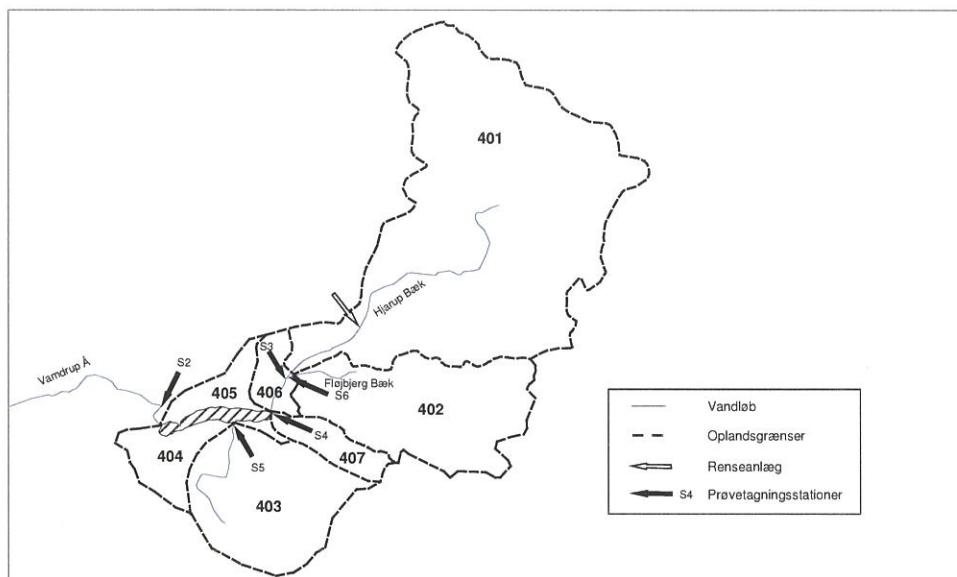 401
Hjarup Bæk
S3
S2
Vamdrup Å
Fløjbjerg Bæk
405
406
S6
402
S4
404
407
S5
403
Vandløb
Oplandsgrænser
Renseanlæg
S4 Prøvetagningsstationer